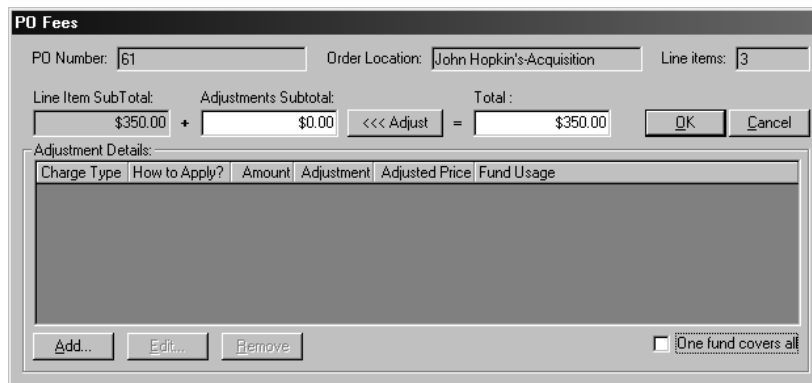 PO Fees
PO Number: 61 Order Location: John Hopkin's-Acquisition Line items: 3
Line Item SubTotal: Adjustments Subtotal: Total :
$350.00 + $0.00 <<< Adjust = $350.00 OK Cancel
Adjustment Details:
Charge Type How to Apply? Amount Adjustment Adjusted Price Fund Usage
Add... Edit... Remove One fund covers all